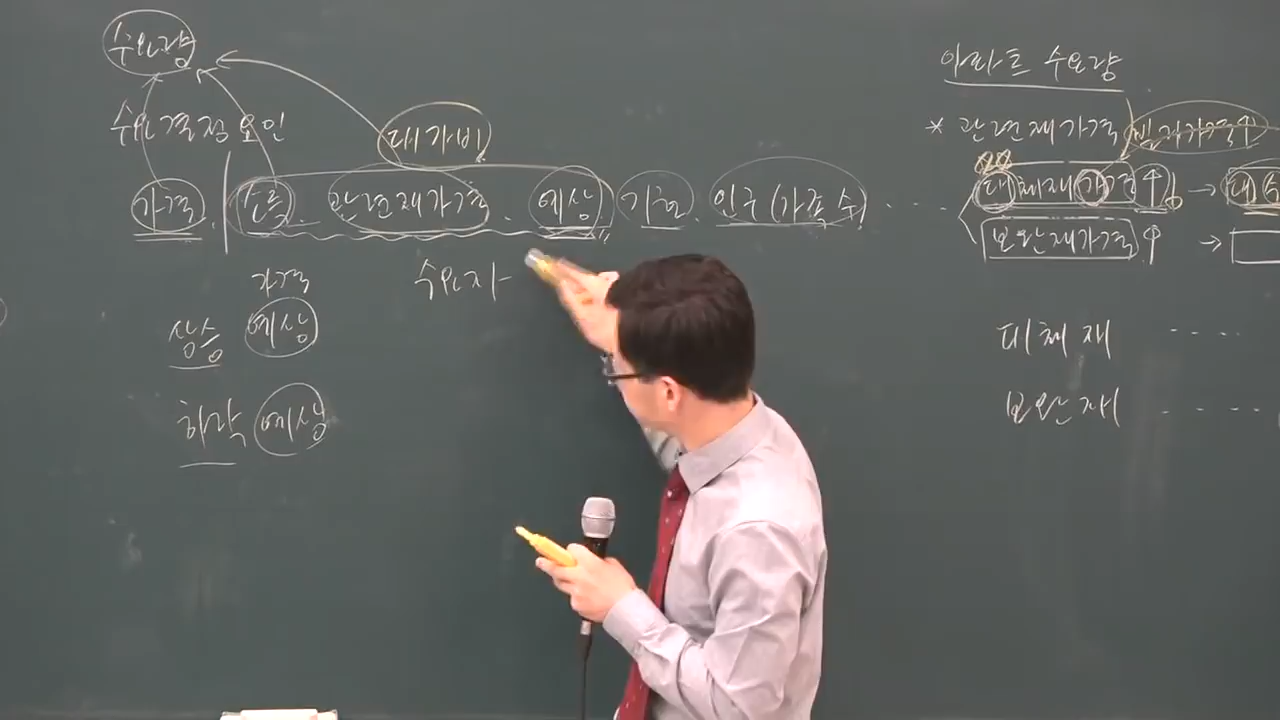 수요량
수요결정요인
대가비
가격. 소득. 관련재가격. 예상. 기호. 인구(가족 수) .....
가격
상승 예상
하락 예상
수요자
아파트 수요량
* 관련재가격
대체재가격↑ →
보완재가격↑ →
대체재 ....
보완재 ....